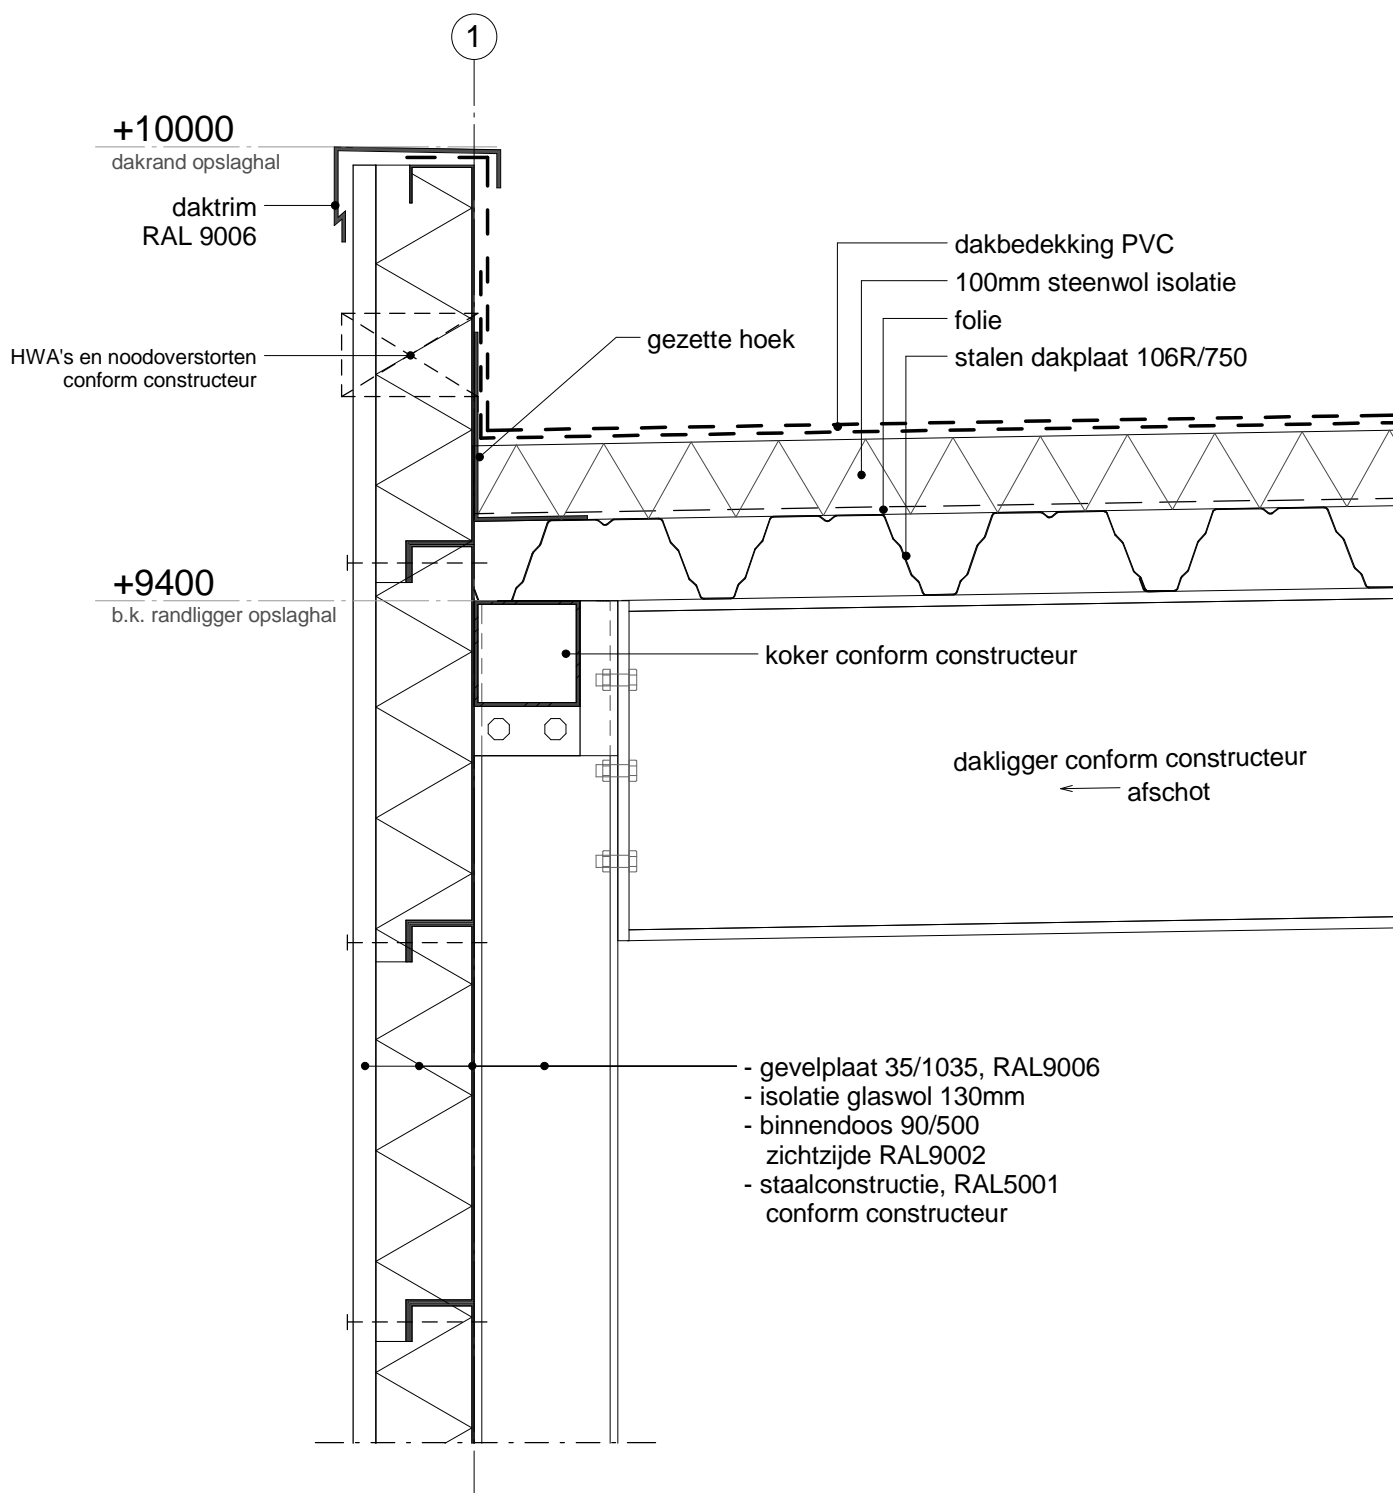 1
+10000
dakrand opslaghal
daktrim
RAL 9006
dakbedekking PVC
100mm steenwol isolatie
folie
stalen dakplaat 106R/750
gezette hoek
HWA's en noodoverstorten
conform constructeur
+9400
b.k. randligger opslaghal
koker conform constructeur
dakligger conform constructeur
afschot
- gevelplaat 35/1035, RAL9006
- isolatie glaswol 130mm
- binnendoos 90/500
zichtzijde RAL9002
- staalconstructie, RAL5001
conform constructeur